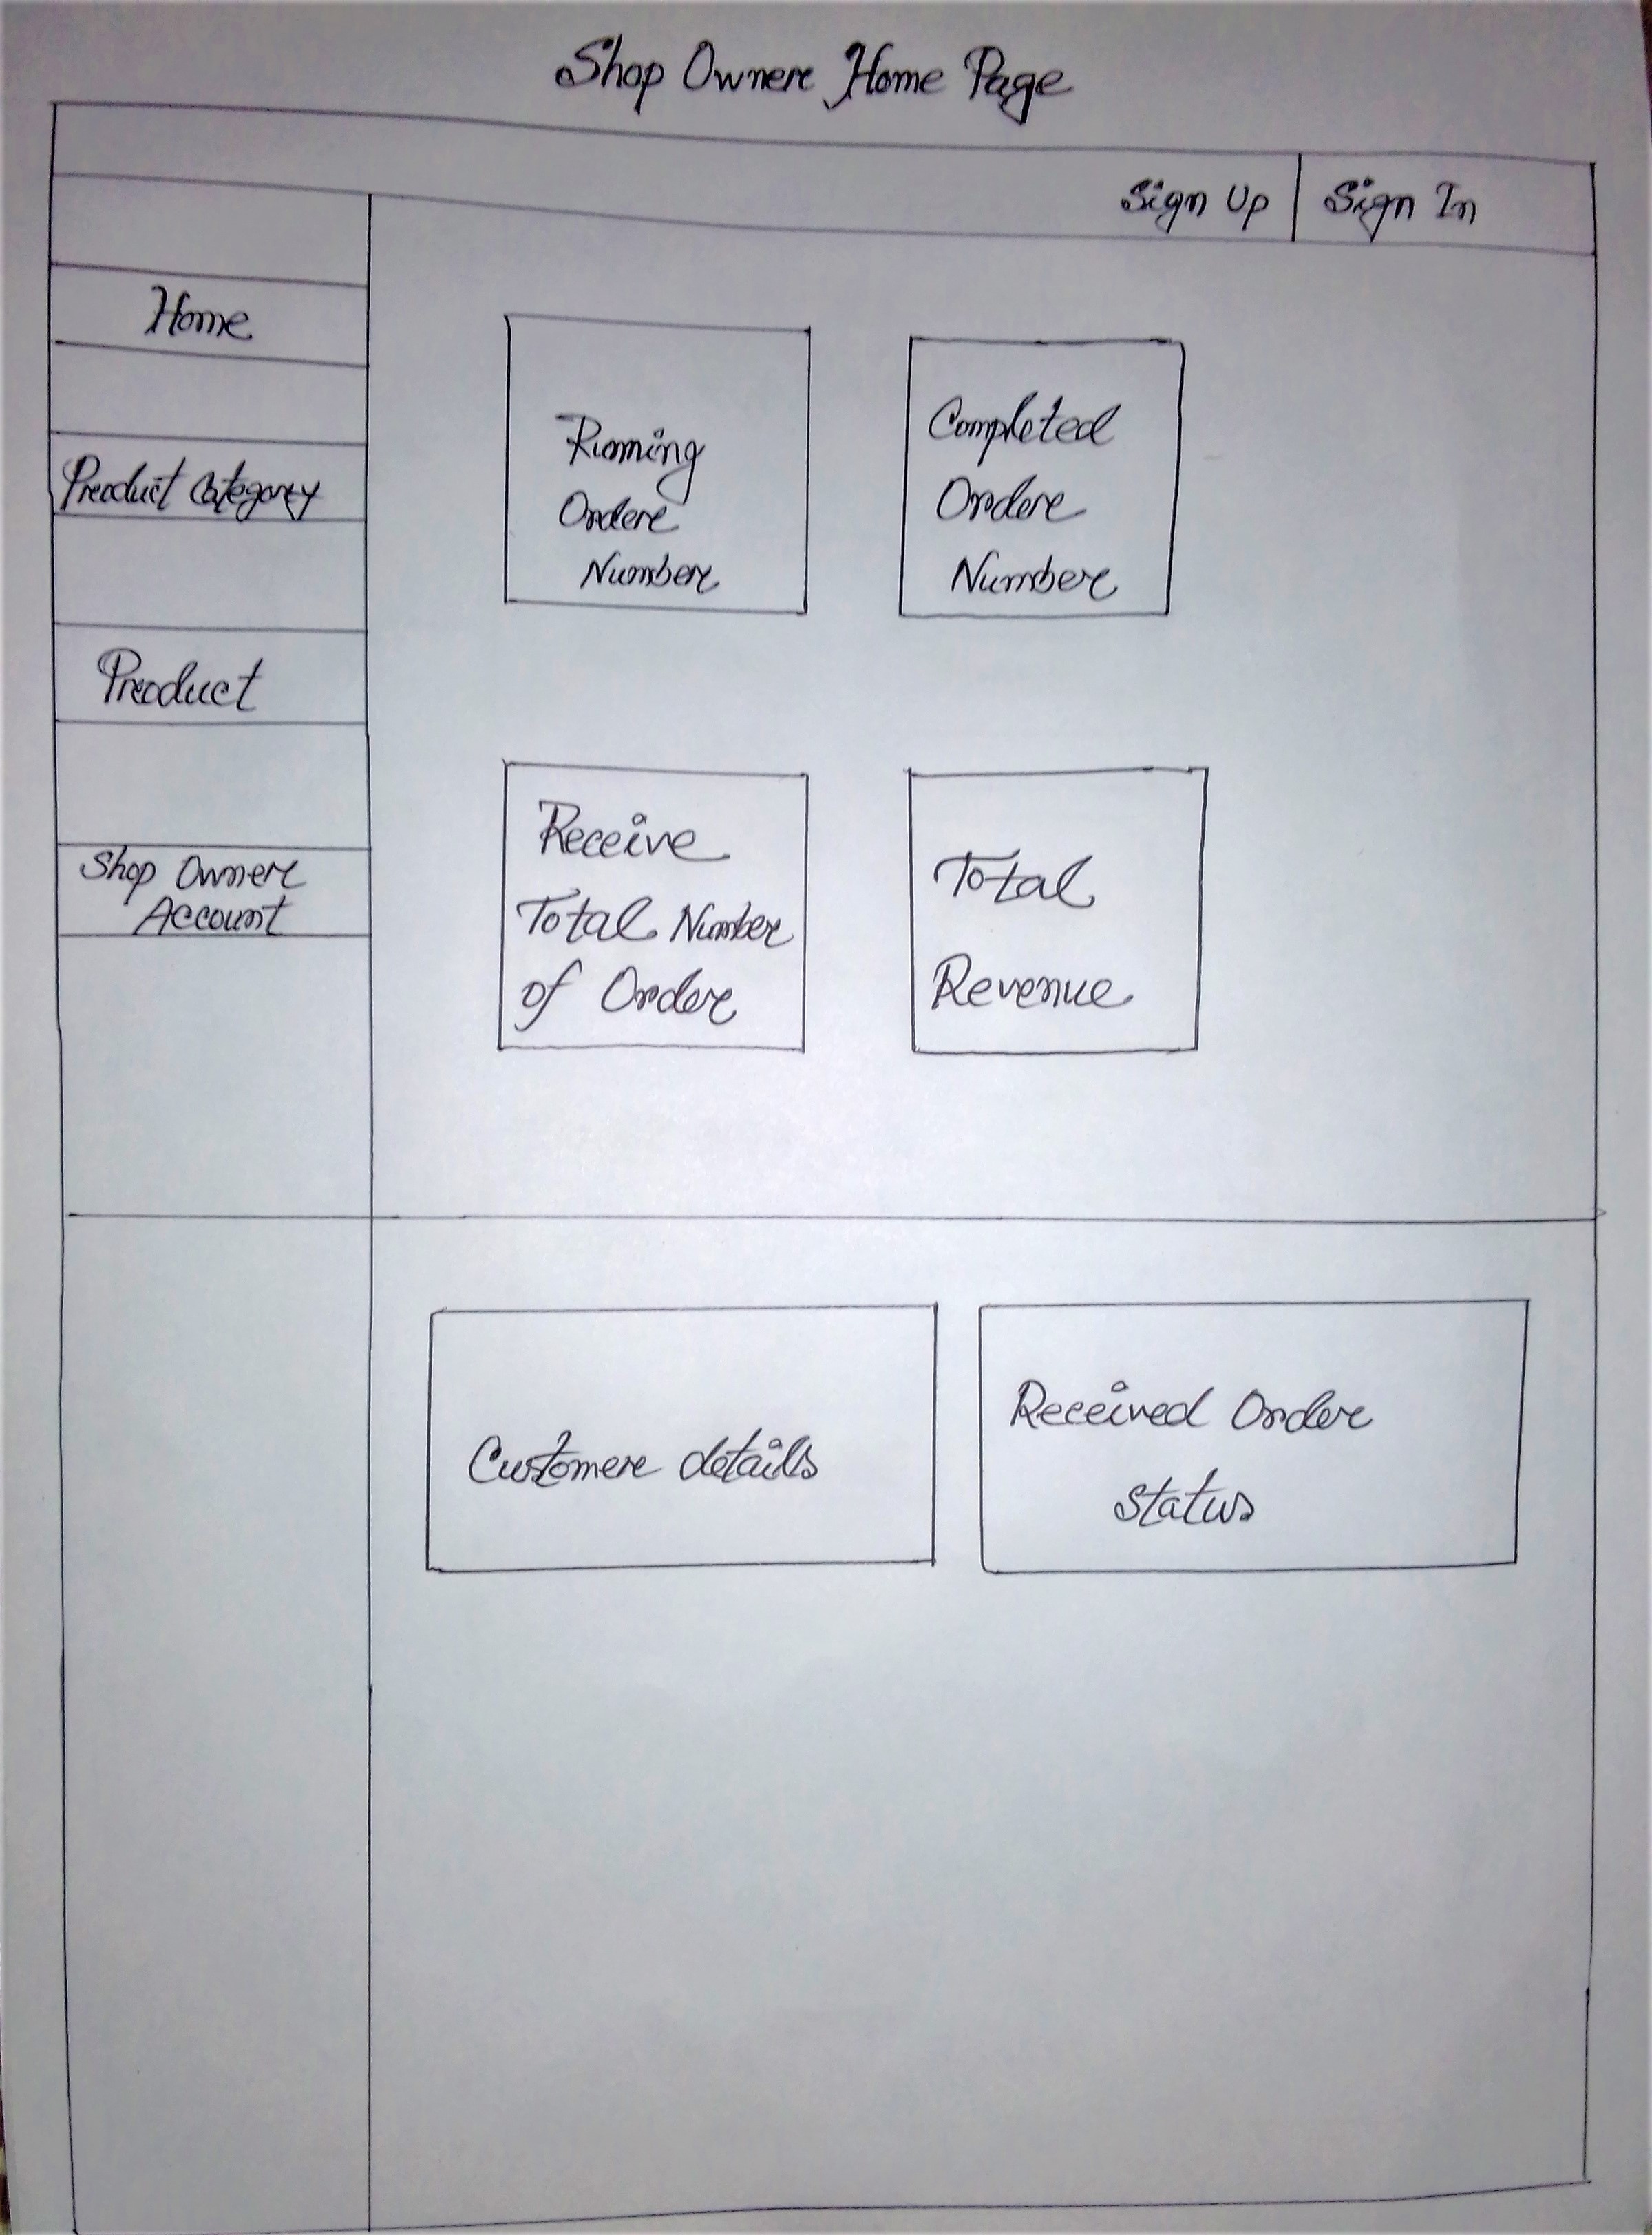 Shop Owner Home Page
Sign Up
Sign In
Home
Product Category
Product
Shop Owner
Account
Running
Order
Number
Completed
Order
Number
Receive
Total Number
of Order
Total
Revenue
Customer details
Received Order
status